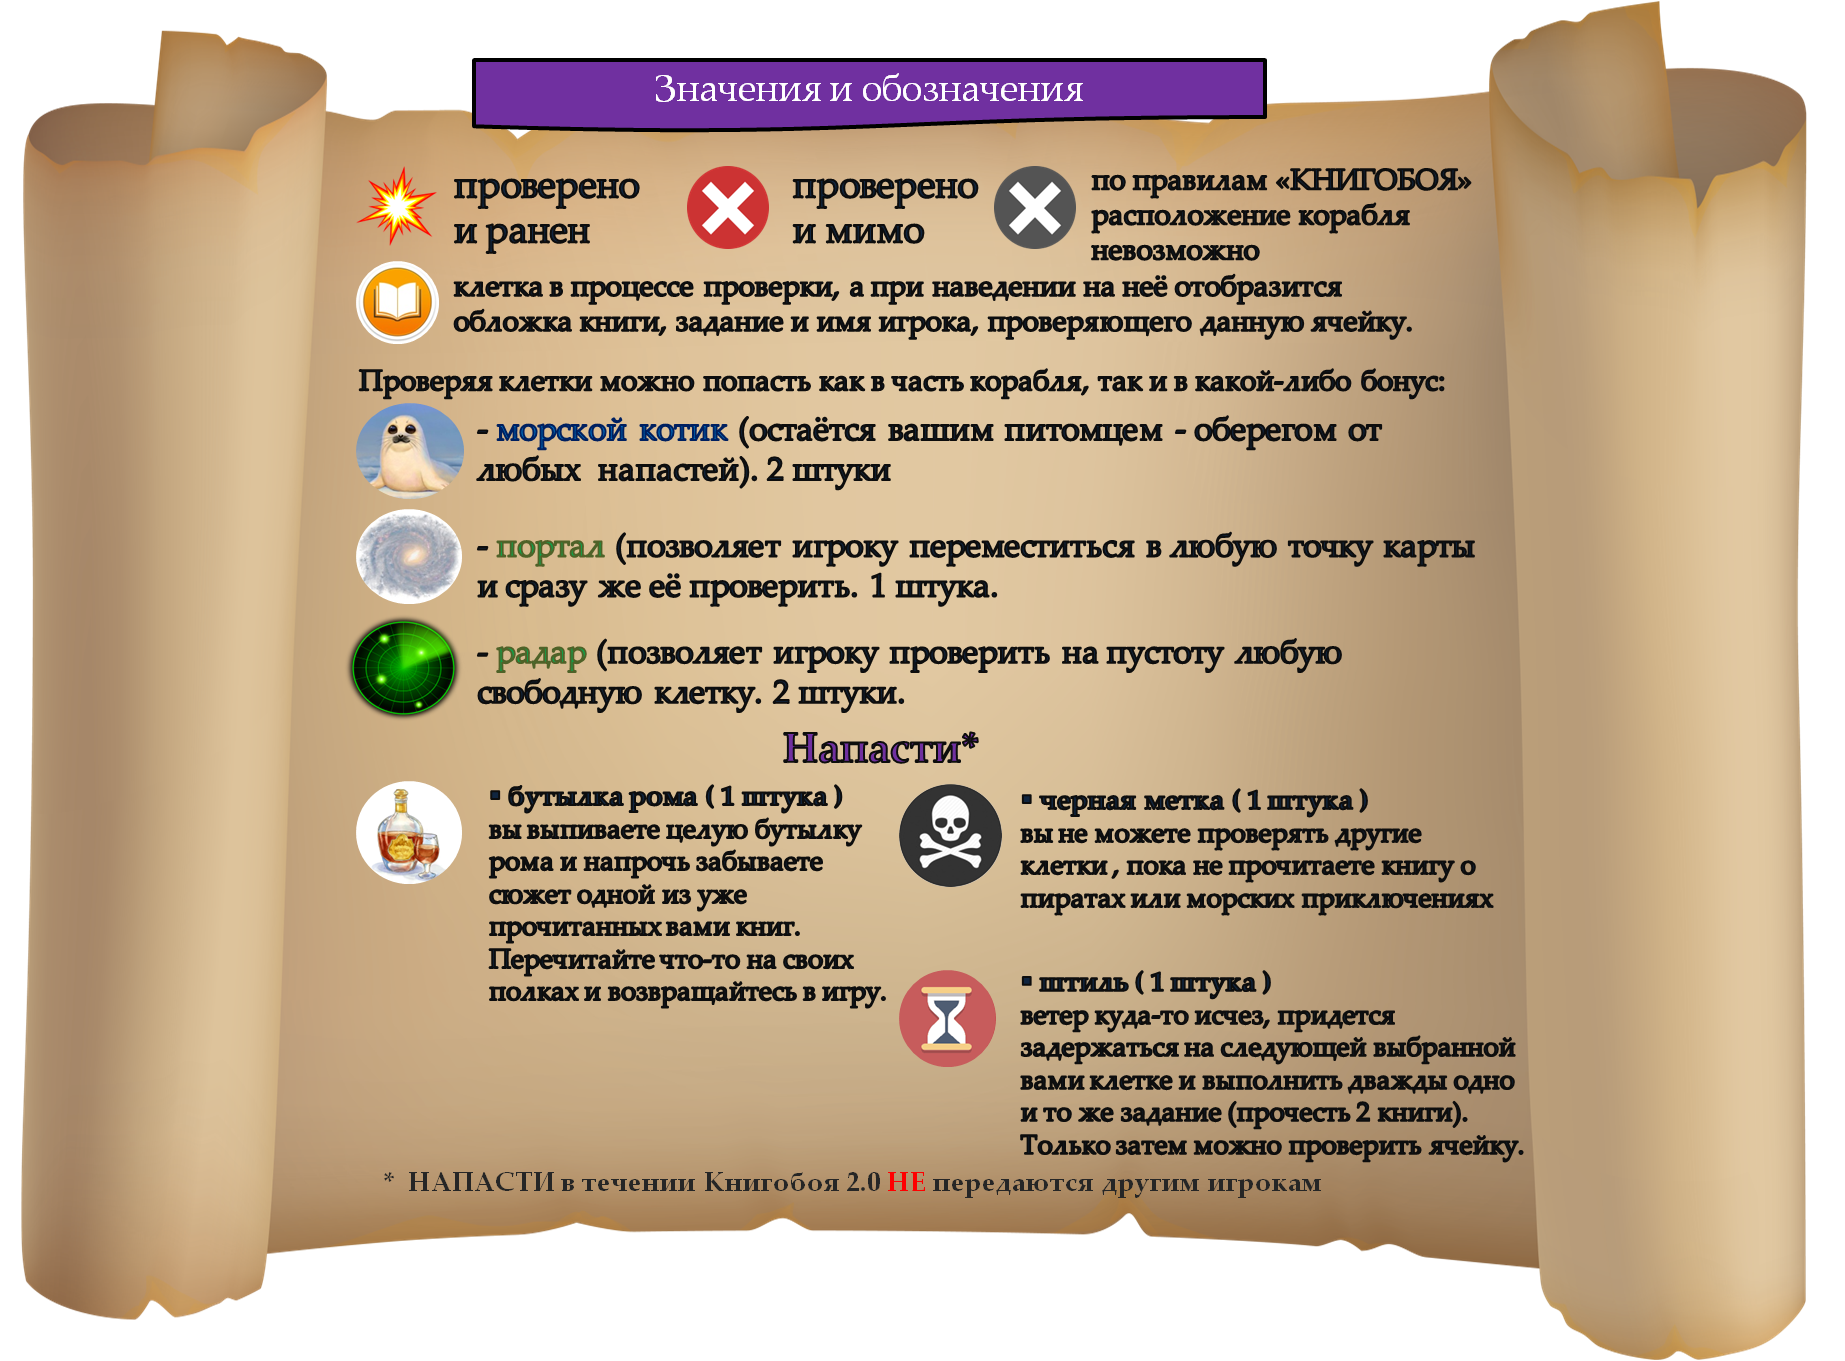 Значения и обозначения
проверено
и ранен
проверено
и мимо
по правилам «КНИГОБОЯ»
расположение корабля
невозможно
клетка в процессе проверки, а при наведении на неё отобразится
обложка книги, задание и имя игрока, проверяющего данную ячейку.
Проверяя клетки можно попасть как в часть корабля, так и в какой-либо бонус:
- морской котик (остаётся вашим питомцем - оберегом от
любых напастей). 2 штуки
- портал (позволяет игроку переместиться в любую точку карты
и сразу же её проверить. 1 штука.
- радар (позволяет игроку проверить на пустоту любую
свободную клетку. 2 штуки.
Напасти*
▪ бутылка рома ( 1 штука )
вы выпиваете целую бутылку
рома и напрочь забываете
сюжет одной из уже
прочитанных вами книг.
Перечитайте что-то на своих
полках и возвращайтесь в игру.
▪ черная метка ( 1 штука )
вы не можете проверять другие
клетки , пока не прочитаете книгу о
пиратах или морских приключениях
▪ штиль ( 1 штука )
ветер куда-то исчез, придется
задержаться на следующей выбранной
вами клетке и выполнить дважды одно
и то же задание (прочесть 2 книги).
Только затем можно проверить ячейку.
* НАПАСТИ в течении Книгобоя 2.0 НЕ передаются другим игрокам